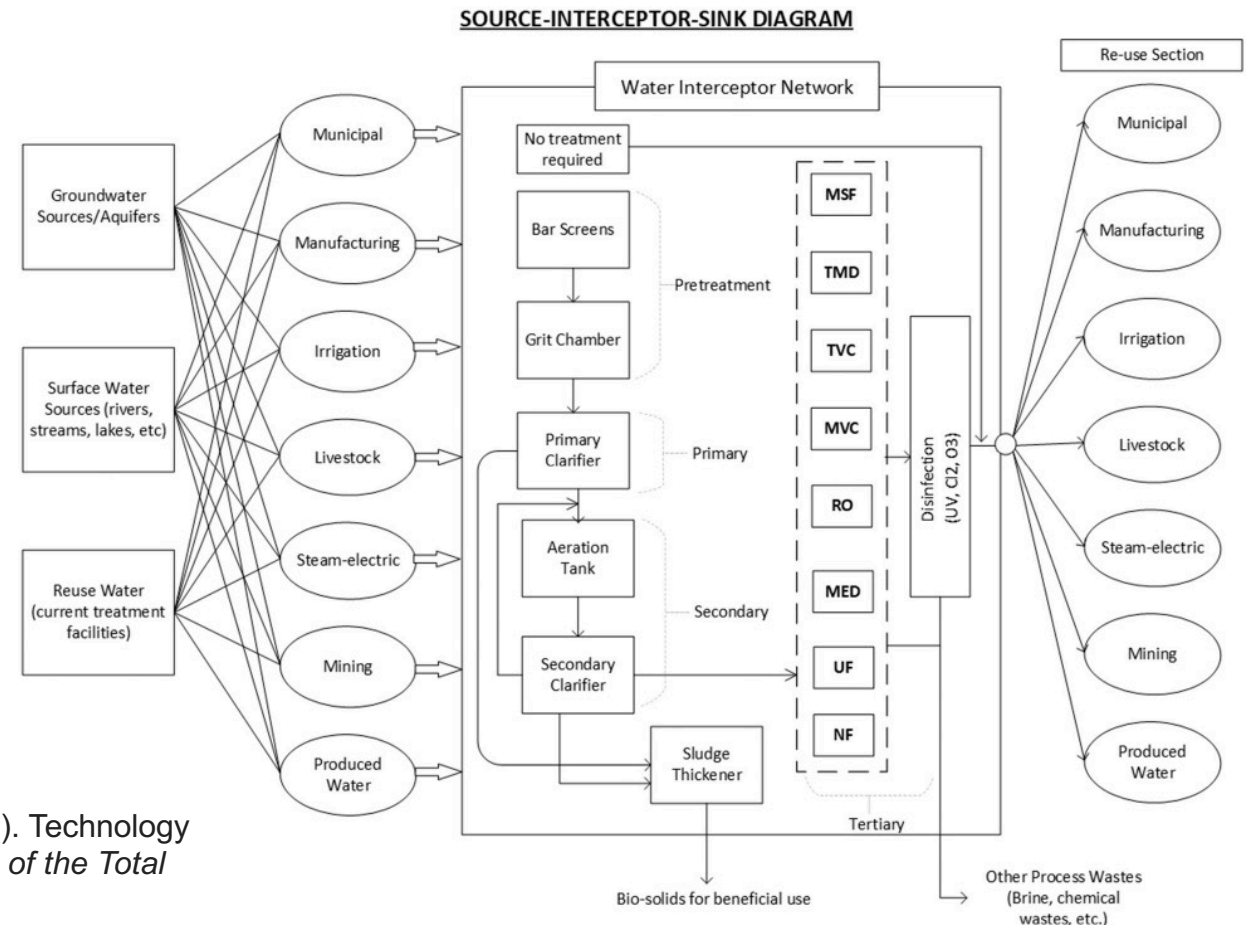 SOURCE-INTERCEPTOR-SINK DIAGRAM
Re-use Section
Water Interceptor Network
Groundwater
Sources/Aquifers
Surface Water
Sources (rivers,
streams, lakes, etc)
Reuse Water
(current treatment
facilities)
Municipal
Manufacturing
Irrigation
Livestock
Steam-electric
Mining
Produced
Water
No treatment
required
Bar Screens
Grit Chamber
Pretreatment
Primary
Clarifier
Primary
Aeration
Tank
Secondary
Clarifier
Secondary
Sludge
Thickener
MSF
TMD
TVC
MVC
RO
MED
UF
NF
Tertiary
Disinfection
(UV, Cl2, O3)
Municipal
Manufacturing
Irrigation
Livestock
Steam-electric
Mining
Produced
Water
Bio-solids for beneficial use
Other Process Wastes
(Brine, chemical
wastes, etc.)
). Technology
of the Total